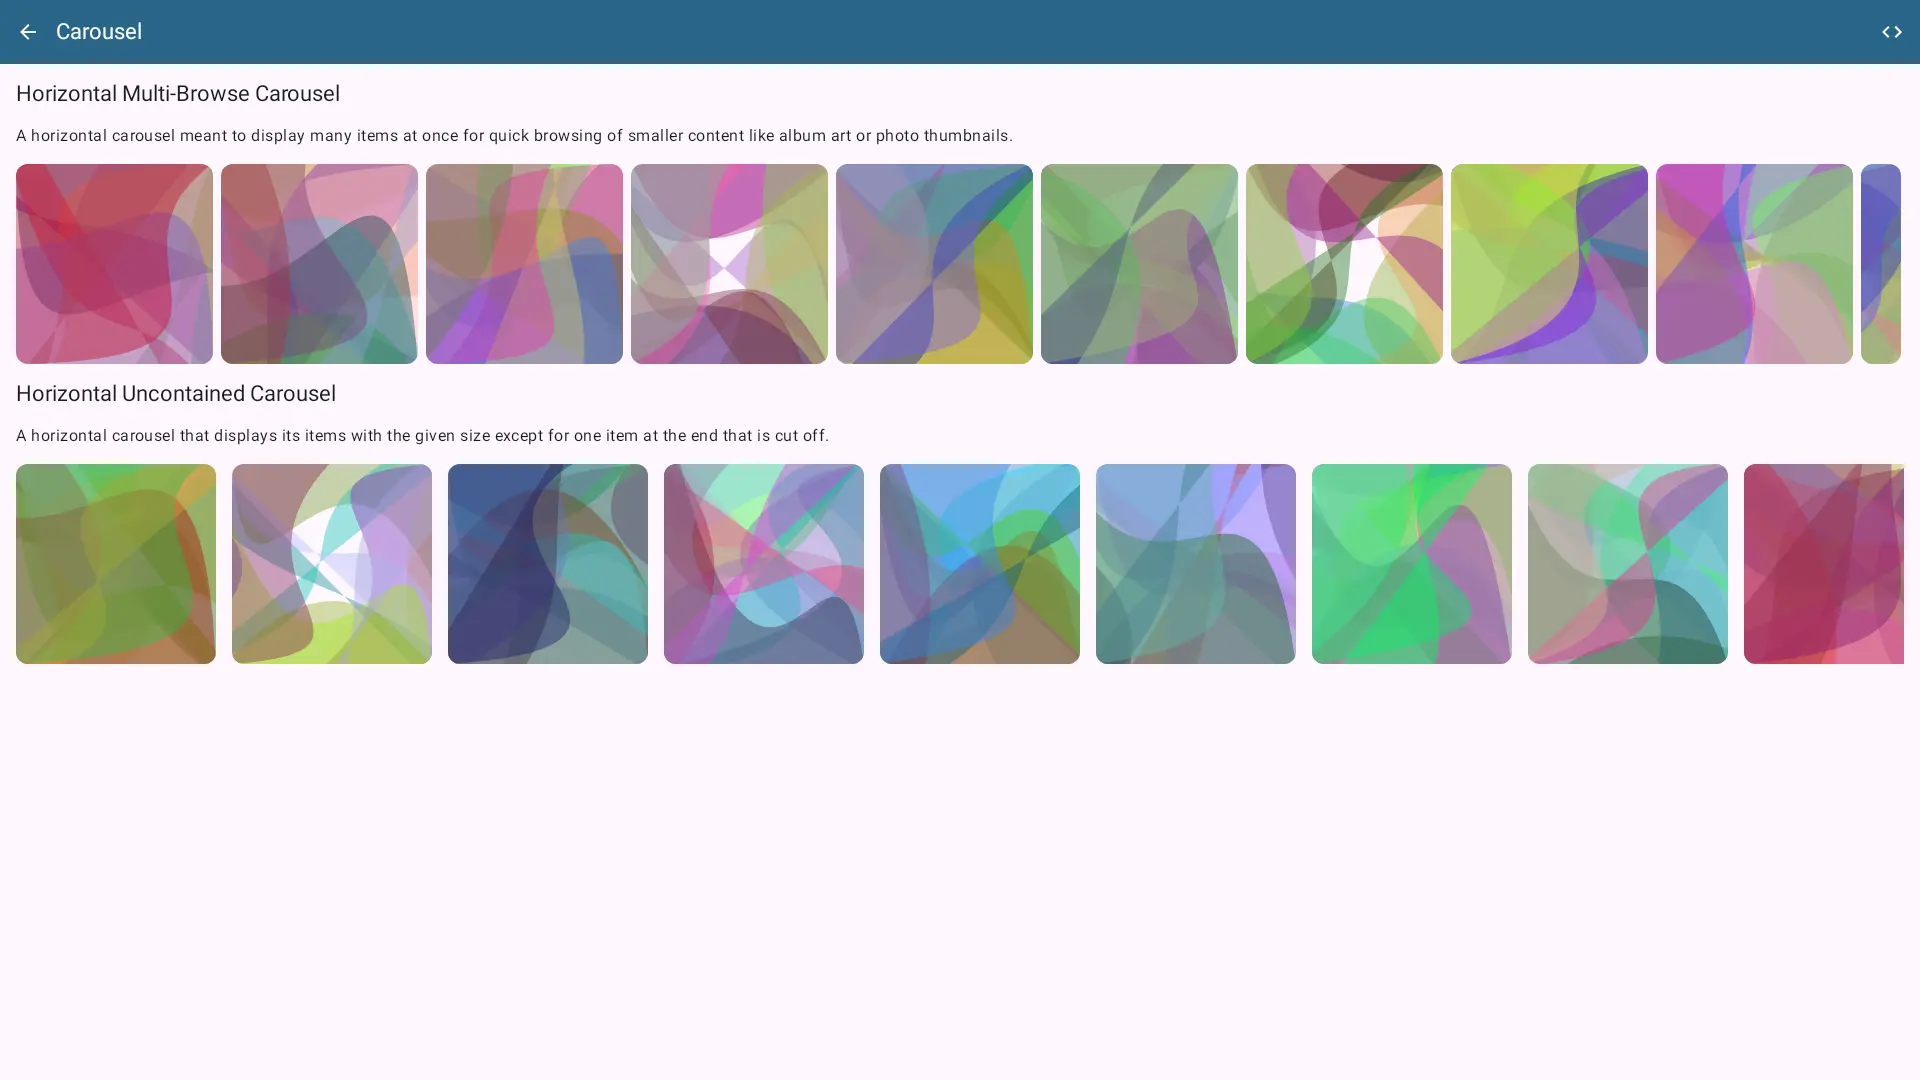 Carousel
Horizontal Multi-Browse Carousel
A horizontal carousel meant to display many items at once for quick browsing of smaller content like album art or photo thumbnails.
Horizontal Uncontained Carousel
A horizontal carousel that displays its items with the given size except for one item at the end that is cut off.